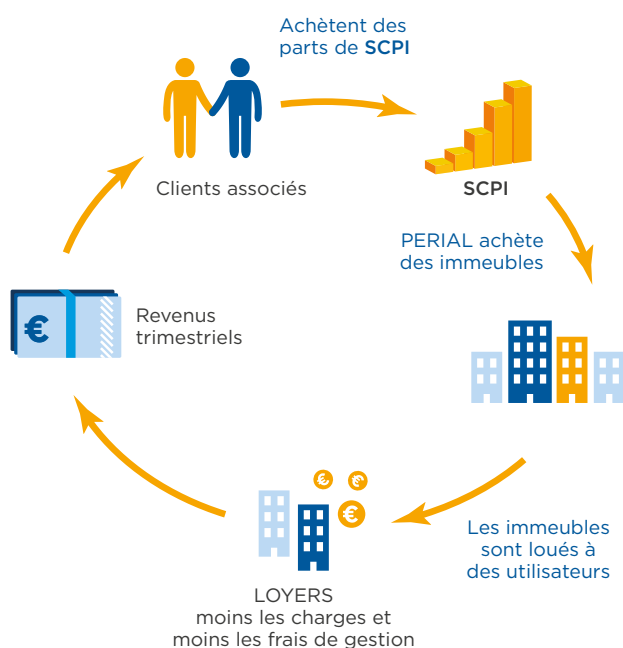 Achètent des
parts de SCPI
Clients associés
SCPI
PERIAL achète
des immeubles
€
Revenus
trimestriels
€
€
€
Les immeubles
sont loués à
des utilisateurs
LOYERS
moins les charges et
moins les frais de gestion